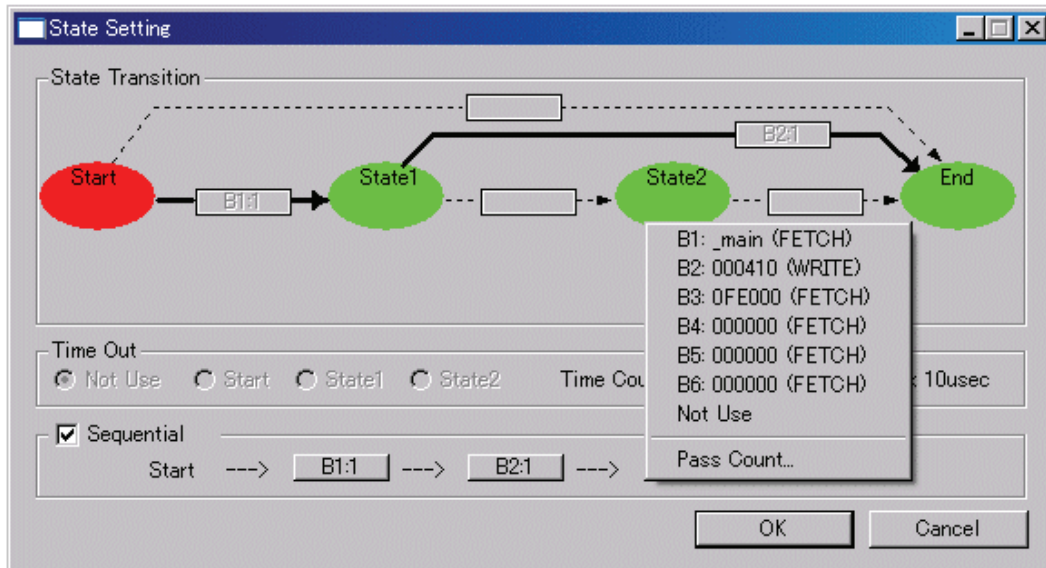 State Setting
State Transition
B2:1
Start
State1
State2
End
B1:1
B1: _main (FETCH)
B2: 000410 (WRITE)
B3: 0FE000 (FETCH)
B4: 000000 (FETCH)
B5: 000000 (FETCH)
B6: 000000 (FETCH)
Not Use
Pass Count...
Time Out
Not Use Start State1 State2 Time Cou 10usec
Sequential
Start ---> B1:1 ---> B2:1 --->
OK Cancel